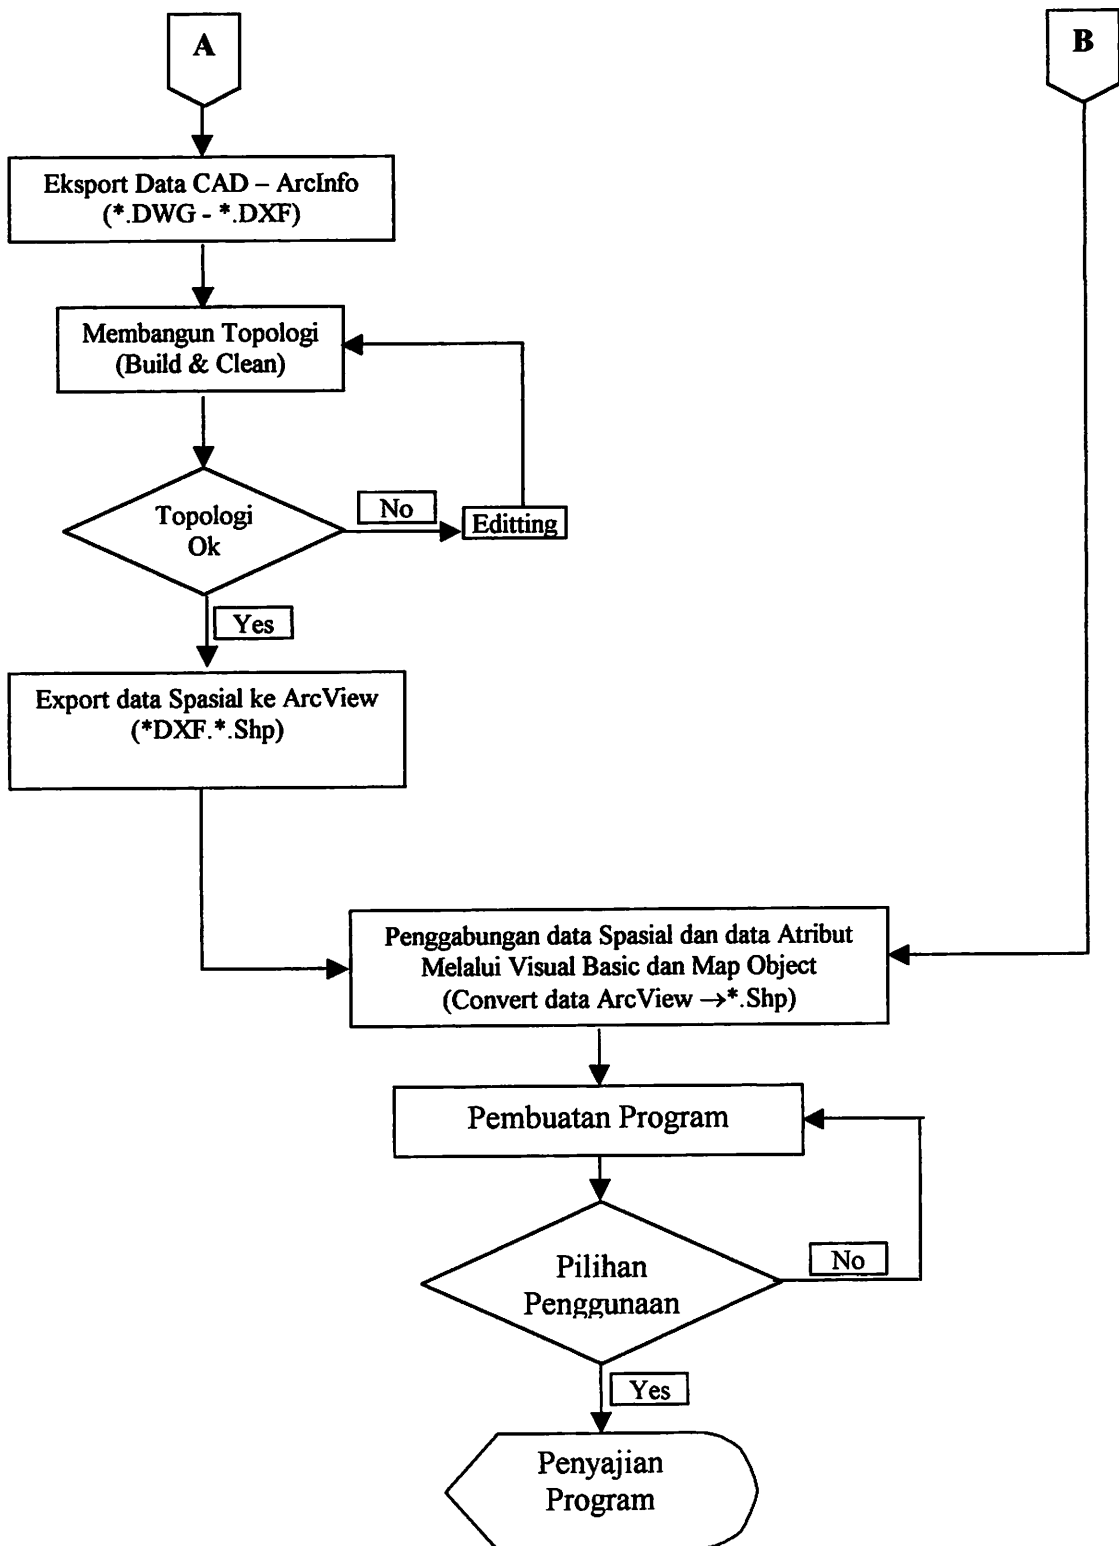 A
B
Eksport Data CAD – ArcInfo
(*.DWG - *.DXF)
Membangun Topologi
(Build & Clean)
Topologi
Ok
No
Editting
Yes
Export data Spasial ke ArcView
(*DXF.*.Shp)
Penggabungan data Spasial dan data Atribut
Melalui Visual Basic dan Map Object
(Convert data ArcView →*.Shp)
Pembuatan Program
Pilihan
Penggunaan
No
Yes
Penyajian
Program